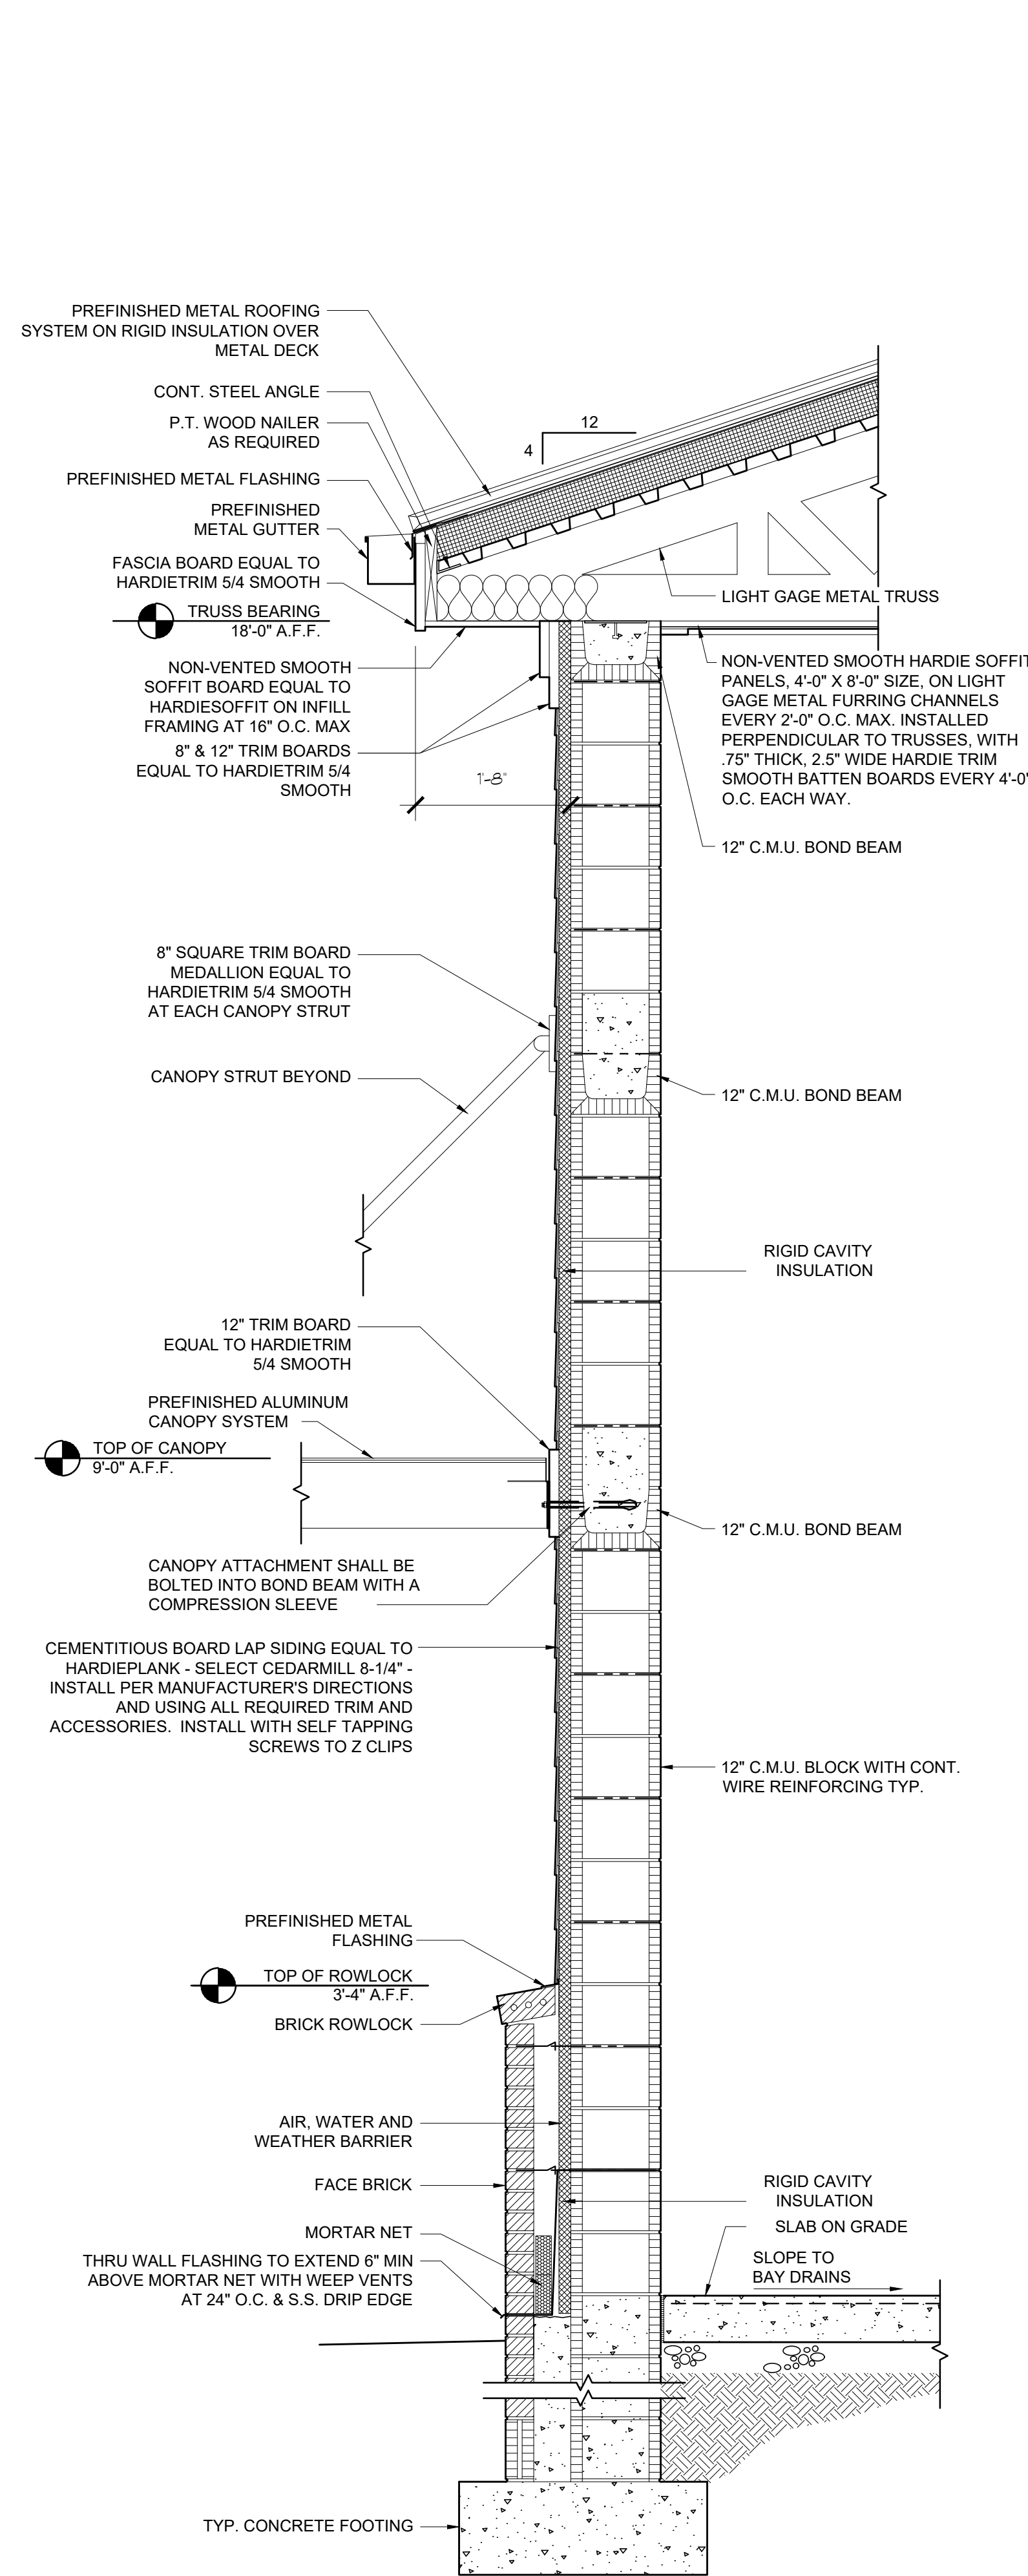 PREFINISHED METAL ROOFING
SYSTEM ON RIGID INSULATION OVER
METAL DECK
CONT. STEEL ANGLE
P.T. WOOD NAILER
AS REQUIRED
12
4
PREFINISHED METAL FLASHING
PREFINISHED
METAL GUTTER
FASCIA BOARD EQUAL TO
HARDIETRIM 5/4 SMOOTH
TRUSS BEARING
18'-0" A.F.F.
LIGHT GAGE METAL TRUSS
NON-VENTED SMOOTH
SOFFIT BOARD EQUAL TO
HARDIESOFFIT ON INFILL
FRAMING AT 16" O.C. MAX
8" & 12" TRIM BOARDS
EQUAL TO HARDIETRIM 5/4
SMOOTH
1'-8"
NON-VENTED SMOOTH HARDIE SOFFIT
PANELS, 4'-0" X 8'-0" SIZE, ON LIGHT
GAGE METAL FURRING CHANNELS
EVERY 2'-0" O.C. MAX. INSTALLED
PERPENDICULAR TO TRUSSES, WITH
.75" THICK, 2.5" WIDE HARDIE TRIM
SMOOTH BATTEN BOARDS EVERY 4'-0"
O.C. EACH WAY.
12" C.M.U. BOND BEAM
8" SQUARE TRIM BOARD
MEDALLION EQUAL TO
HARDIETRIM 5/4 SMOOTH
AT EACH CANOPY STRUT
CANOPY STRUT BEYOND
12" C.M.U. BOND BEAM
RIGID CAVITY
INSULATION
12" TRIM BOARD
EQUAL TO HARDIETRIM
5/4 SMOOTH
PREFINISHED ALUMINUM
CANOPY SYSTEM
TOP OF CANOPY
9'-0" A.F.F.
12" C.M.U. BOND BEAM
CANOPY ATTACHMENT SHALL BE
BOLTED INTO BOND BEAM WITH A
COMPRESSION SLEEVE
CEMENTITIOUS BOARD LAP SIDING EQUAL TO
HARDIEPLANK - SELECT CEDARMILL 8-1/4" -
INSTALL PER MANUFACTURER'S DIRECTIONS
AND USING ALL REQUIRED TRIM AND
ACCESSORIES. INSTALL WITH SELF TAPPING
SCREWS TO Z CLIPS
12" C.M.U. BLOCK WITH CONT.
WIRE REINFORCING TYP.
PREFINISHED METAL
FLASHING
TOP OF ROWLOCK
3'-4" A.F.F.
BRICK ROWLOCK
AIR, WATER AND
WEATHER BARRIER
FACE BRICK
MORTAR NET
THRU WALL FLASHING TO EXTEND 6" MIN
ABOVE MORTAR NET WITH WEEP VENTS
AT 24" O.C. & S.S. DRIP EDGE
RIGID CAVITY
INSULATION
SLAB ON GRADE
SLOPE TO
BAY DRAINS
TYP. CONCRETE FOOTING